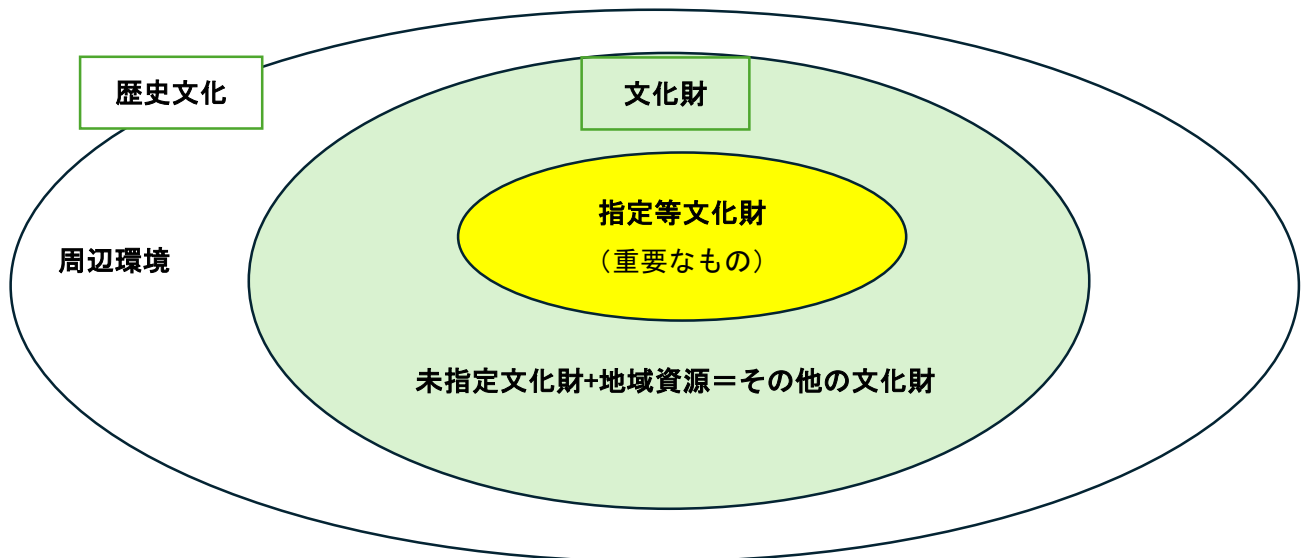 歴史文化
文化財
指定等文化財
（重要なもの）
周辺環境
未指定文化財+地域資源＝その他の文化財